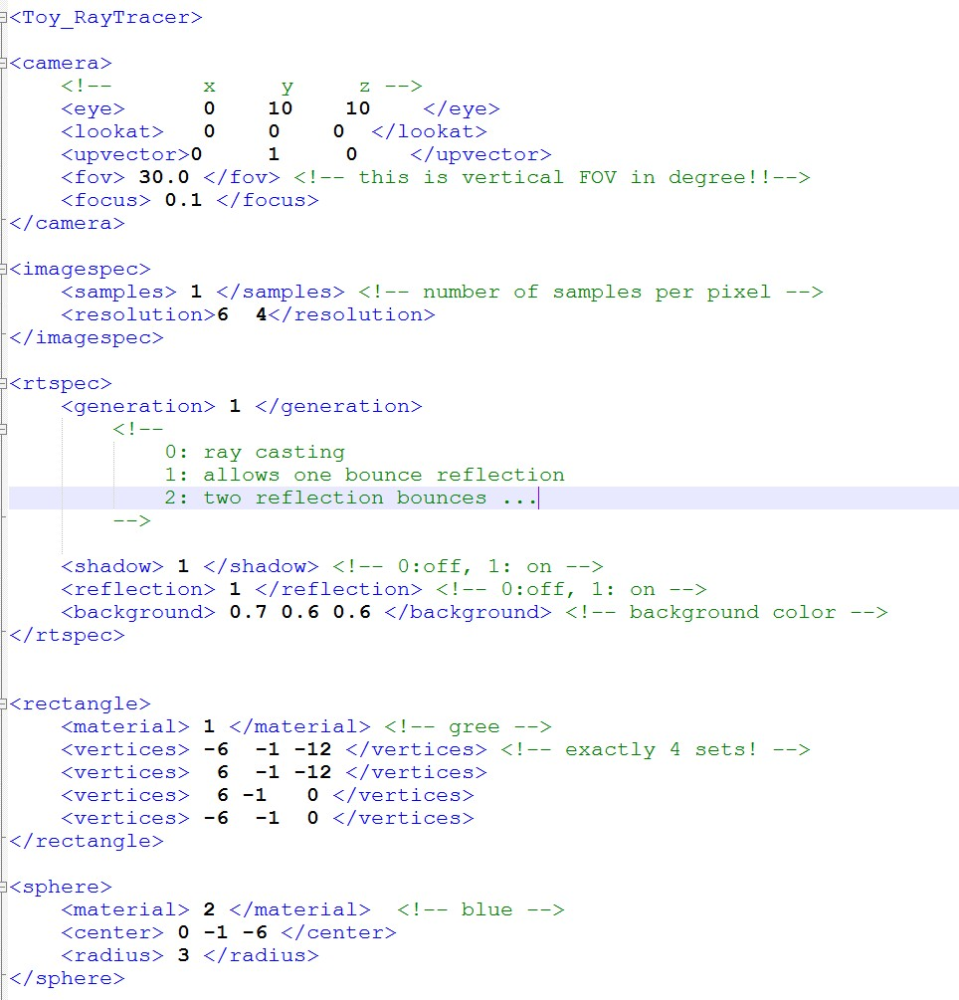 <Toy_RayTracer>
<camera>
<!-- x y z -->
<eye> 0 10 10 </eye>
<lookat> 0 0 0 </lookat>
<upvector>0 1 0 </upvector>
<fov> 30.0 </fov> <!-- this is vertical FOV in degree!!-->
<focus> 0.1 </focus>
</camera>
<imagespec>
<samples> 1 </samples> <!-- number of samples per pixel -->
<resolution>6 4</resolution>
</imagespec>
<rtspec>
<generation> 1 </generation>
<!--
0: ray casting
1: allows one bounce reflection
2: two reflection bounces ...
-->
<shadow> 1 </shadow> <!-- 0:off, 1: on -->
<reflection> 1 </reflection> <!-- 0:off, 1: on -->
<background> 0.7 0.6 0.6 </background> <!-- background color -->
</rtspec>
<rectangle>
<material> 1 </material> <!-- gree -->
<vertices> -6 -1 -12 </vertices> <!-- exactly 4 sets! -->
<vertices> 6 -1 -12 </vertices>
<vertices> 6 -1 0 </vertices>
<vertices> -6 -1 0 </vertices>
</rectangle>
<sphere>
<material> 2 </material> <!-- blue -->
<center> 0 -1 -6 </center>
<radius> 3 </radius>
</sphere>